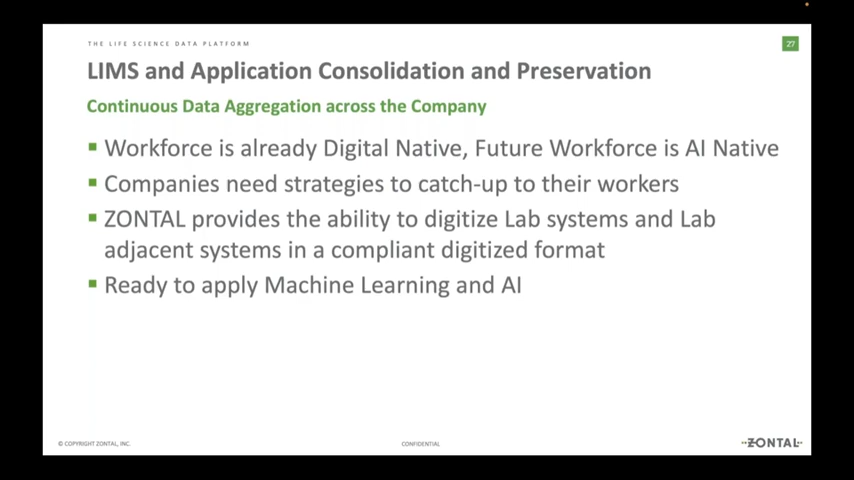 THE LIFE SCIENCE DATA PLATFORM
27
LIMS and Application Consolidation and Preservation
Continuous Data Aggregation across the Company
Workforce is already Digital Native, Future Workforce is AI Native
Companies need strategies to catch-up to their workers
ZONTAL provides the ability to digitize Lab systems and Lab
adjacent systems in a compliant digitized format
Ready to apply Machine Learning and AI
© COPYRIGHT ZONTAL, INC.
CONFIDENTIAL
ZONTAL